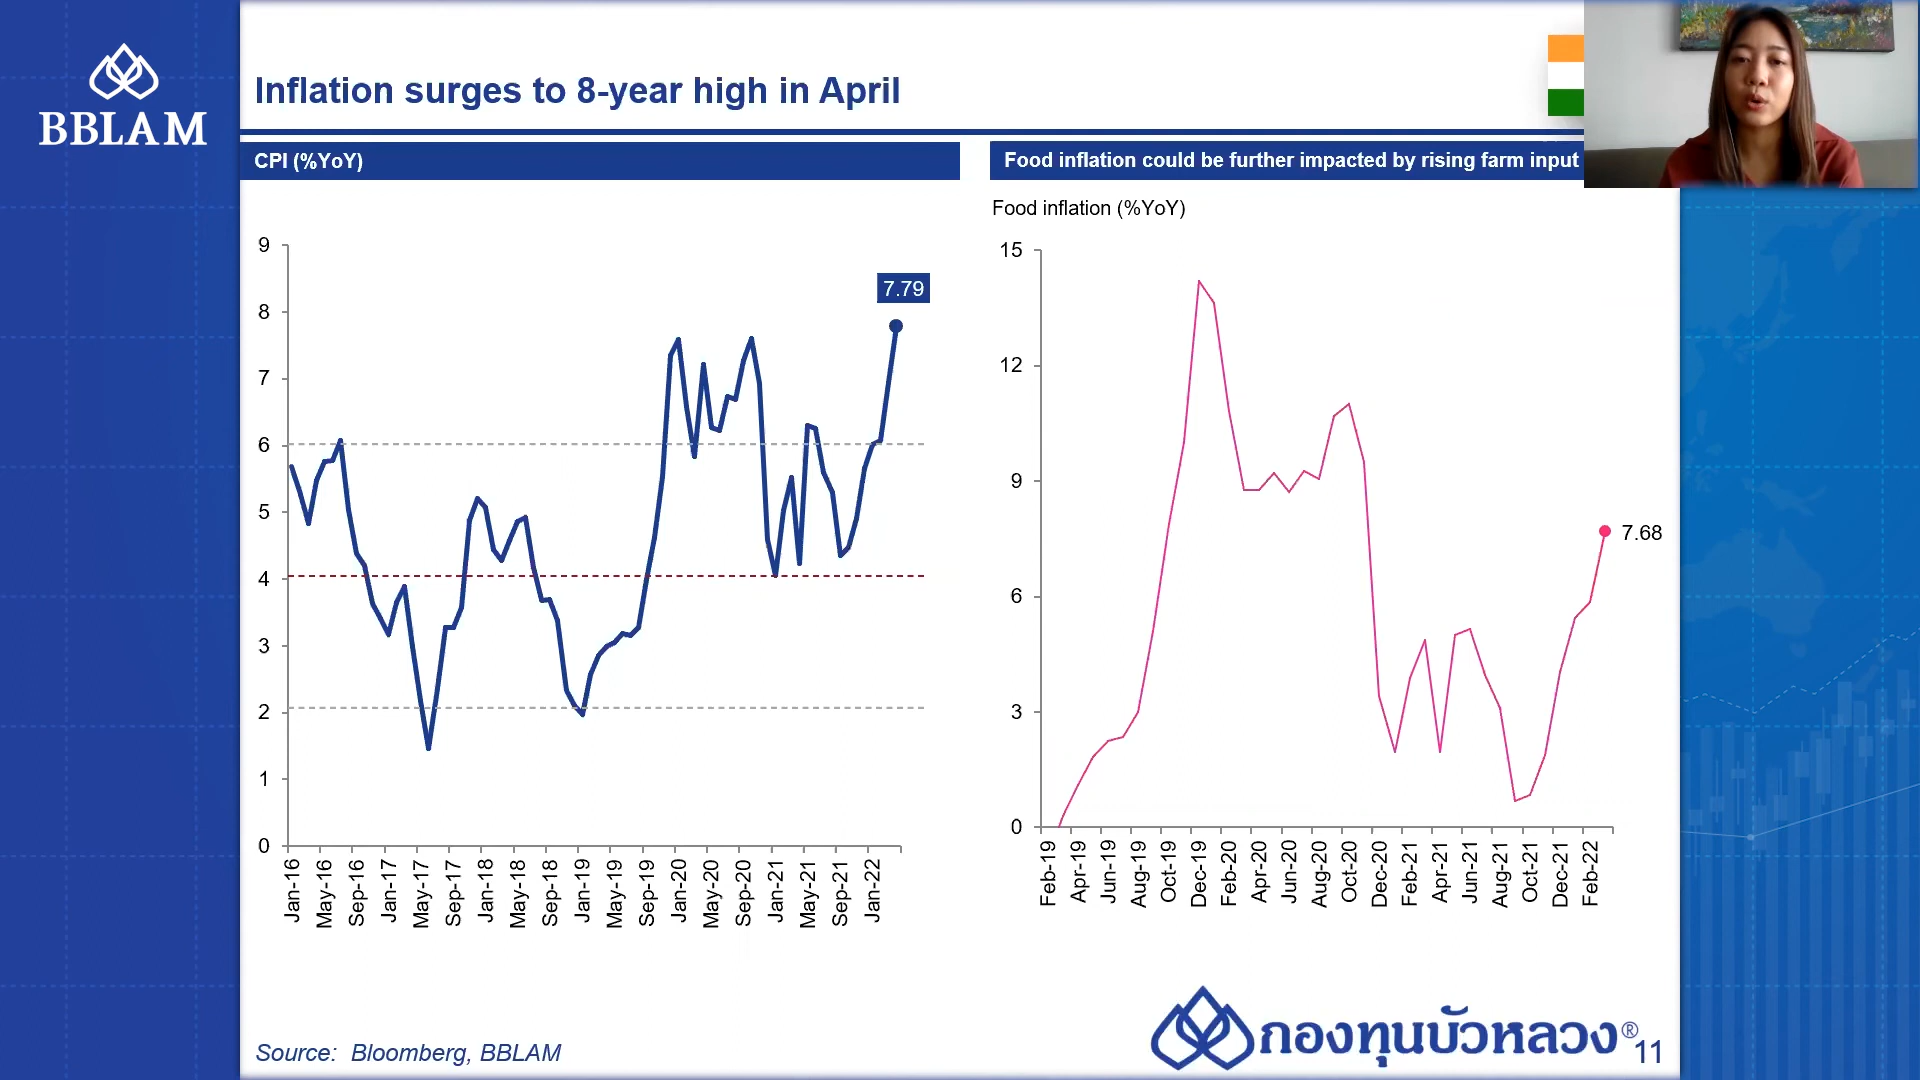 BBLAM
Inflation surges to 8-year high in April
CPI (%YoY)
9
8
7
6
5
4
3
2
1
0
7.79
Jan-16
May-16
Sep-16
Jan-17
May-17
Sep-17
Jan-18
May-18
Sep-18
Jan-19
May-19
Sep-19
Jan-20
May-20
Sep-20
Jan-21
May-21
Sep-21
Jan-22
Food inflation could be further impacted by rising farm input
Food inflation (%YoY)
15
12
9
6
3
0
7.68
Feb-19
Apr-19
Jun-19
Aug-19
Oct-19
Dec-19
Feb-20
Apr-20
Jun-20
Aug-20
Oct-20
Dec-20
Feb-21
Apr-21
Jun-21
Aug-21
Oct-21
Dec-21
Feb-22
Source: Bloomberg, BBLAM
กองทุนบัวหลวง®
11